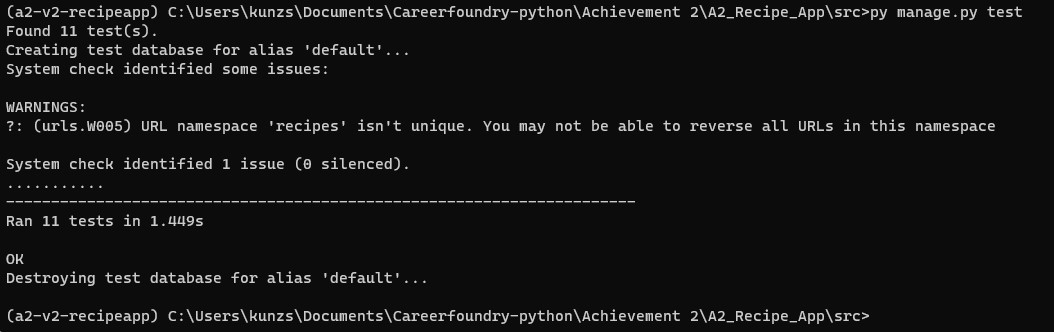 (a2-v2-recipeapp) C:\Users\kunzs\Documents\Careerfoundry-python\Achievement 2\A2_Recipe_App\src>py manage.py test
Found 11 test(s).
Creating test database for alias 'default'...
System check identified some issues:

WARNINGS:
?: (urls.W005) URL namespace 'recipes' isn't unique. You may not be able to reverse all URLs in this namespace

System check identified 1 issue (0 silenced).
...........
----------------------------------------------------------------------
Ran 11 tests in 1.449s

OK
Destroying test database for alias 'default'...

(a2-v2-recipeapp) C:\Users\kunzs\Documents\Careerfoundry-python\Achievement 2\A2_Recipe_App\src>